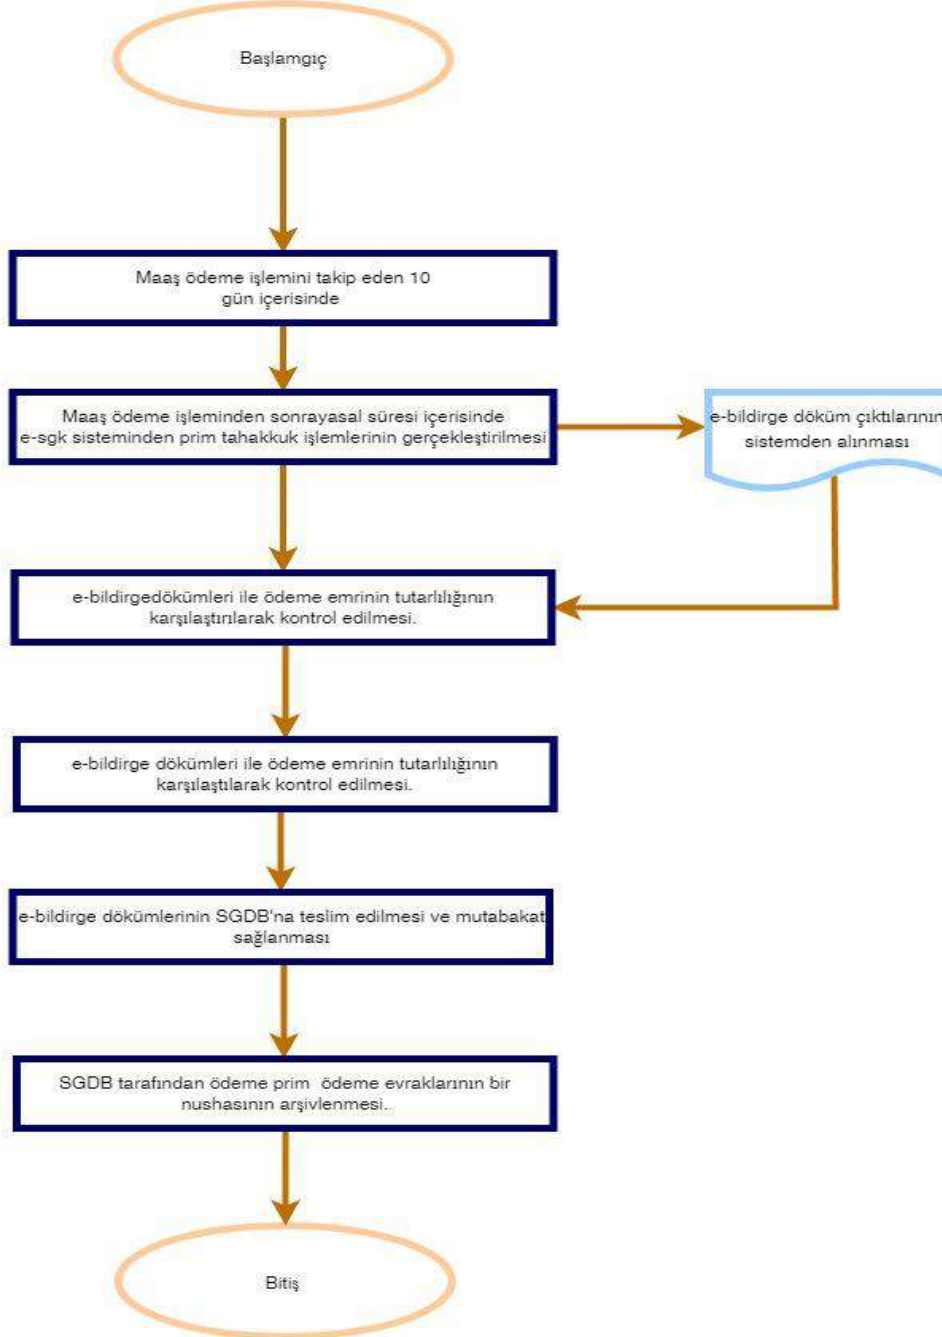 Başlamgıç
Maaş ödeme işlemini takip eden 10
gün içerisinde
Maaş ödeme işleminden sonrayasal süresi içerisinde
e-sgk sisteminden prim tahakkuk işlemlerinin gerçekleştirilmesi
e-bildirge döküm çıktılarının
sistemden alınması
e-bildirgedökümleri ile ödeme emrinin tutarlılığının
karşılaştırılarak kontrol edilmesi.
e-bildirge dökümleri ile ödeme emrinin tutarlılığının
karşılaştılarak kontrol edilmesi.
e-bildirge dökümlerinin SGDB'na teslim edilmesi ve mutabakat
sağlanması
SGDB tarafından ödeme prim ödeme evraklarının bir
nushasının arşivlenmesi.
Bitiş